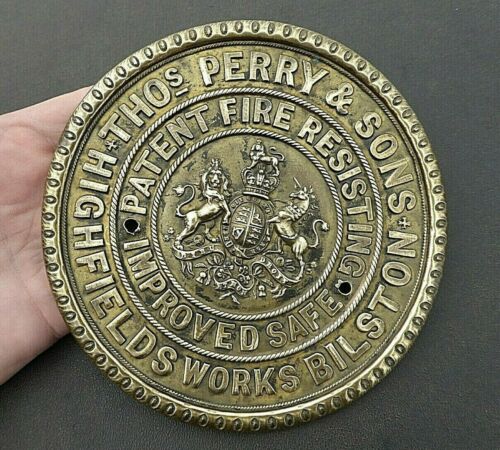 + THOS PERRY & SONS +
HIGHFIELDS WORKS BILSTON
· PATENT FIRE RESISTING ·
IMPROVED SAFE